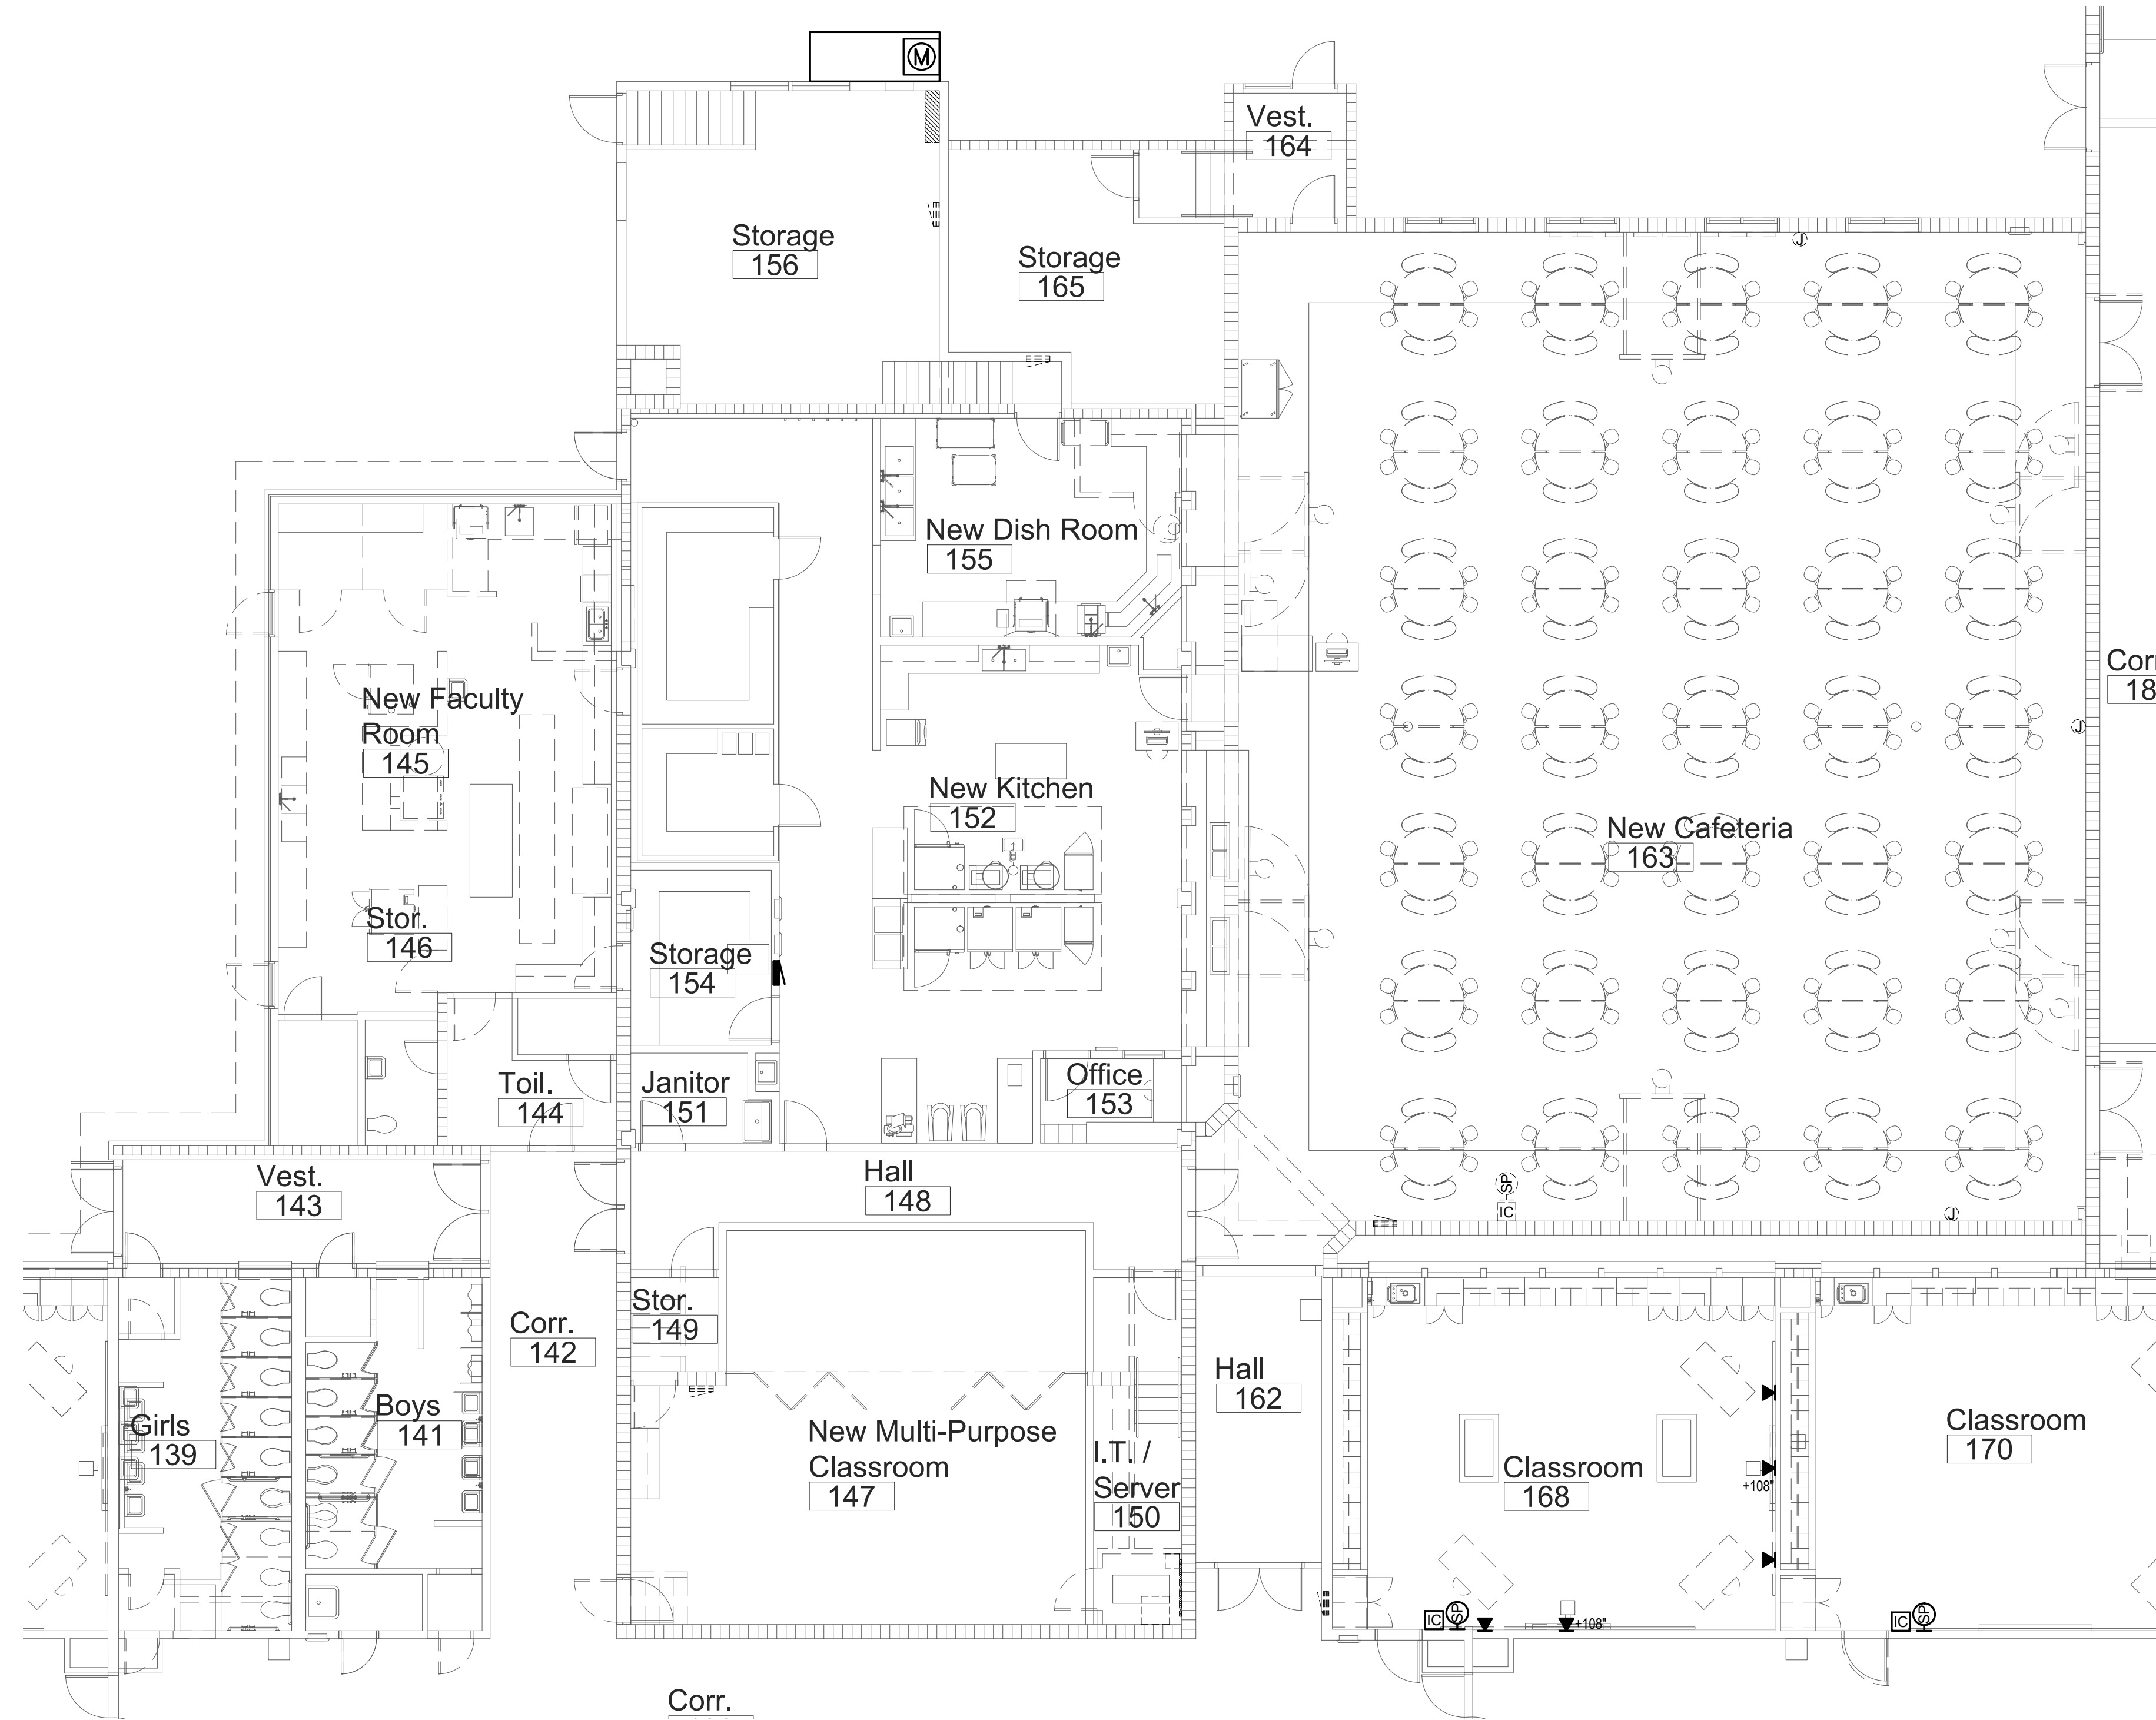 M
Vest.
164
Storage
156
Storage
165
J
New Dish Room
155
New Faculty
Room
145
Corr
18
J
New Kitchen
152
New Cafeteria
163
Stor.
146
Storage
154
Toil.
144
Janitor
151
Office
153
Vest.
143
Hall
148
SP
IC
J
Stor.
149
Corr.
142
Hall
162
Girls
139
Boys
141
New Multi-Purpose
Classroom
147
I.T. /
Server
150
Classroom
168
+108"
Classroom
170
IC
SP
+108"
IC
SP
Corr.